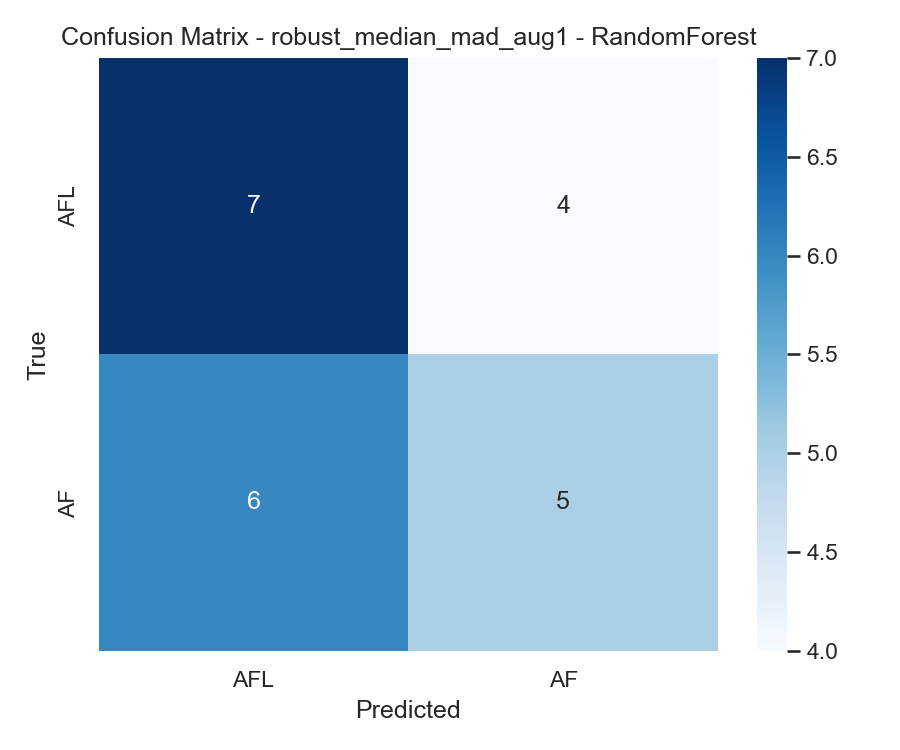 Confusion Matrix - robust_median_mad_aug1 - RandomForest
True
AFL
7
4
AF
6
5
AFL
AF
Predicted
7.0
6.5
6.0
5.5
5.0
4.5
4.0